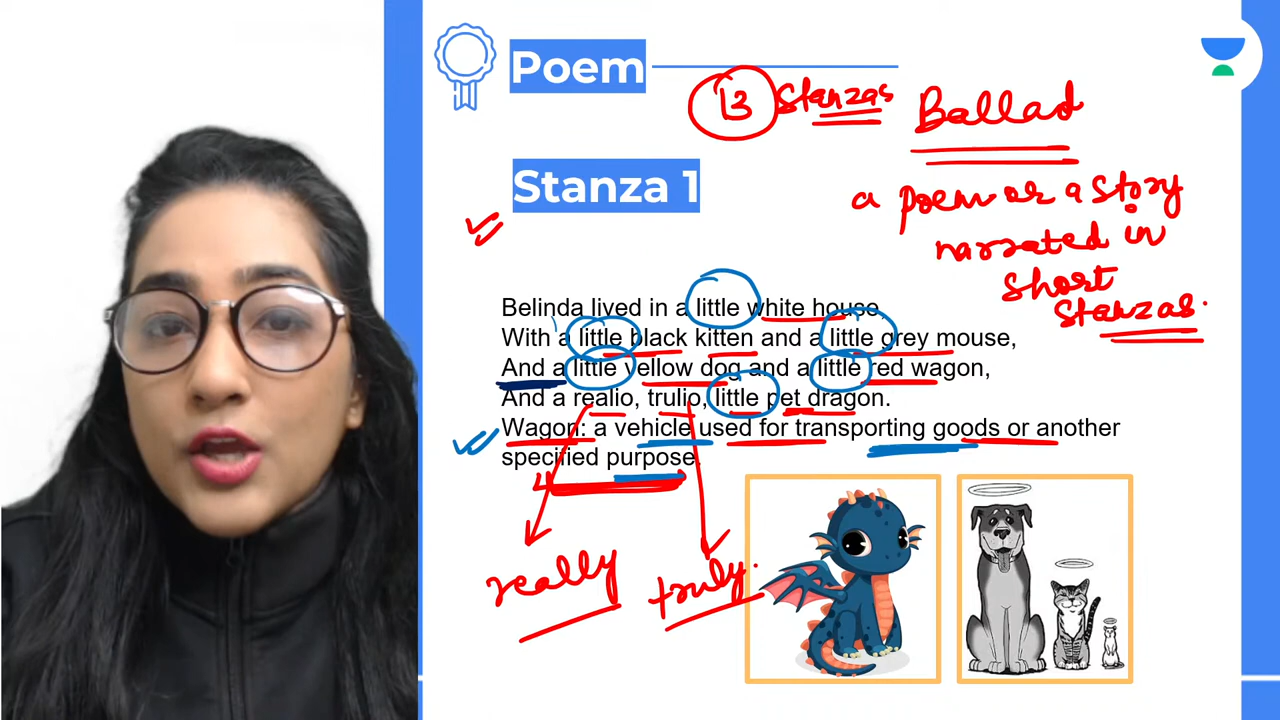 Poem
13 Stanzas
Ballad
a poem or a story
narrated in
short
stanzas.
Stanza 1
Belinda lived in a little white house,
With a little black kitten and a little grey mouse,
And a little yellow dog and a little red wagon,
And a realio, trulio, little pet dragon.
Wagon: a vehicle used for transporting goods or another
specified purpose.
really
truly.